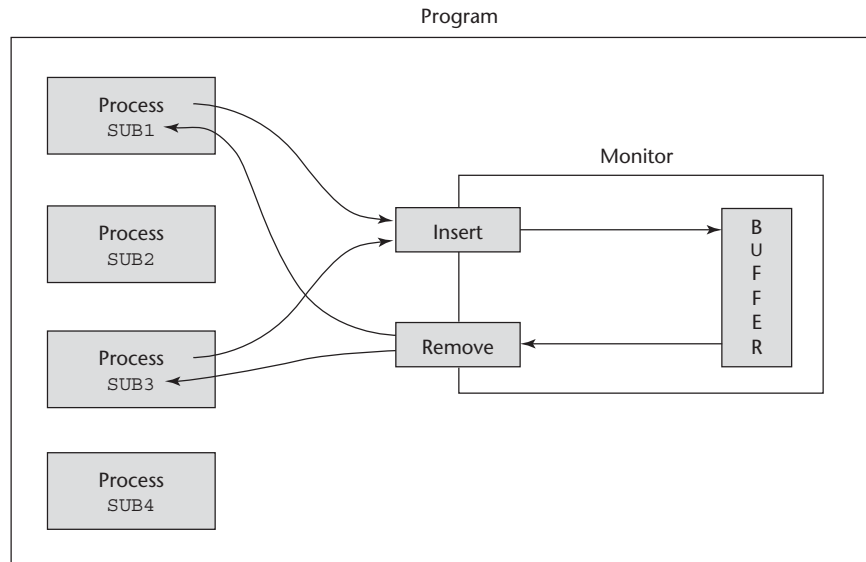 Program
Process
SUB1
Process
SUB2
Process
SUB3
Process
SUB4
Monitor
Insert
Remove
B
U
F
F
E
R